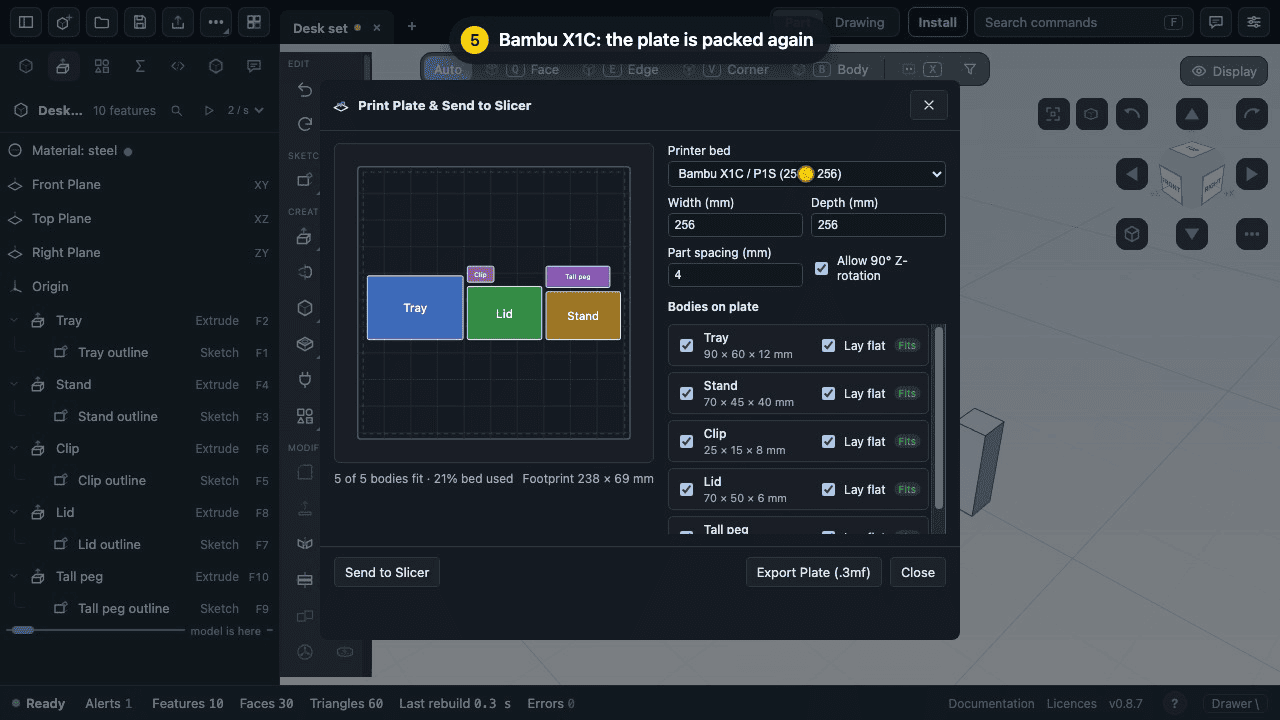 Desk set
Part
Drawing
Install
Search commands
F
5
Bambu X1C: the plate is packed again
Auto
Q Face
E Edge
V Corner
B Body
X
Display
Desk...
10 features
2 / s
Material: steel
Front Plane XY
Top Plane XZ
Right Plane ZY
Origin
Tray Extrude F2
Tray outline Sketch F1
Stand Extrude F4
Stand outline Sketch F3
Clip Extrude F6
Clip outline Sketch F5
Lid Extrude F8
Lid outline Sketch F7
Tall peg Extrude F10
Tall peg outline Sketch F9
model is here
EDIT
SKETC
CREAT
MODIF
Print Plate & Send to Slicer
Clip
Tall peg
Tray
Lid
Stand
5 of 5 bodies fit · 21% bed used
Footprint 238 × 69 mm
Printer bed
Bambu X1C / P1S (25 256)
Width (mm)
Depth (mm)
256
256
Part spacing (mm)
4
Allow 90° Z-
rotation
Bodies on plate
Tray
90 × 60 × 12 mm
Lay flat
Fits
Stand
70 × 45 × 40 mm
Lay flat
Fits
Clip
25 × 15 × 8 mm
Lay flat
Fits
Lid
70 × 50 × 6 mm
Lay flat
Fits
Tall peg
Send to Slicer
Export Plate (.3mf)
Close
TOP
FRONT
RIGHT
Ready
Alerts 1
Features 10
Faces 30
Triangles 60
Last rebuild 0.3 s
Errors 0
Documentation
Licences
v0.8.7
?
Drawer \